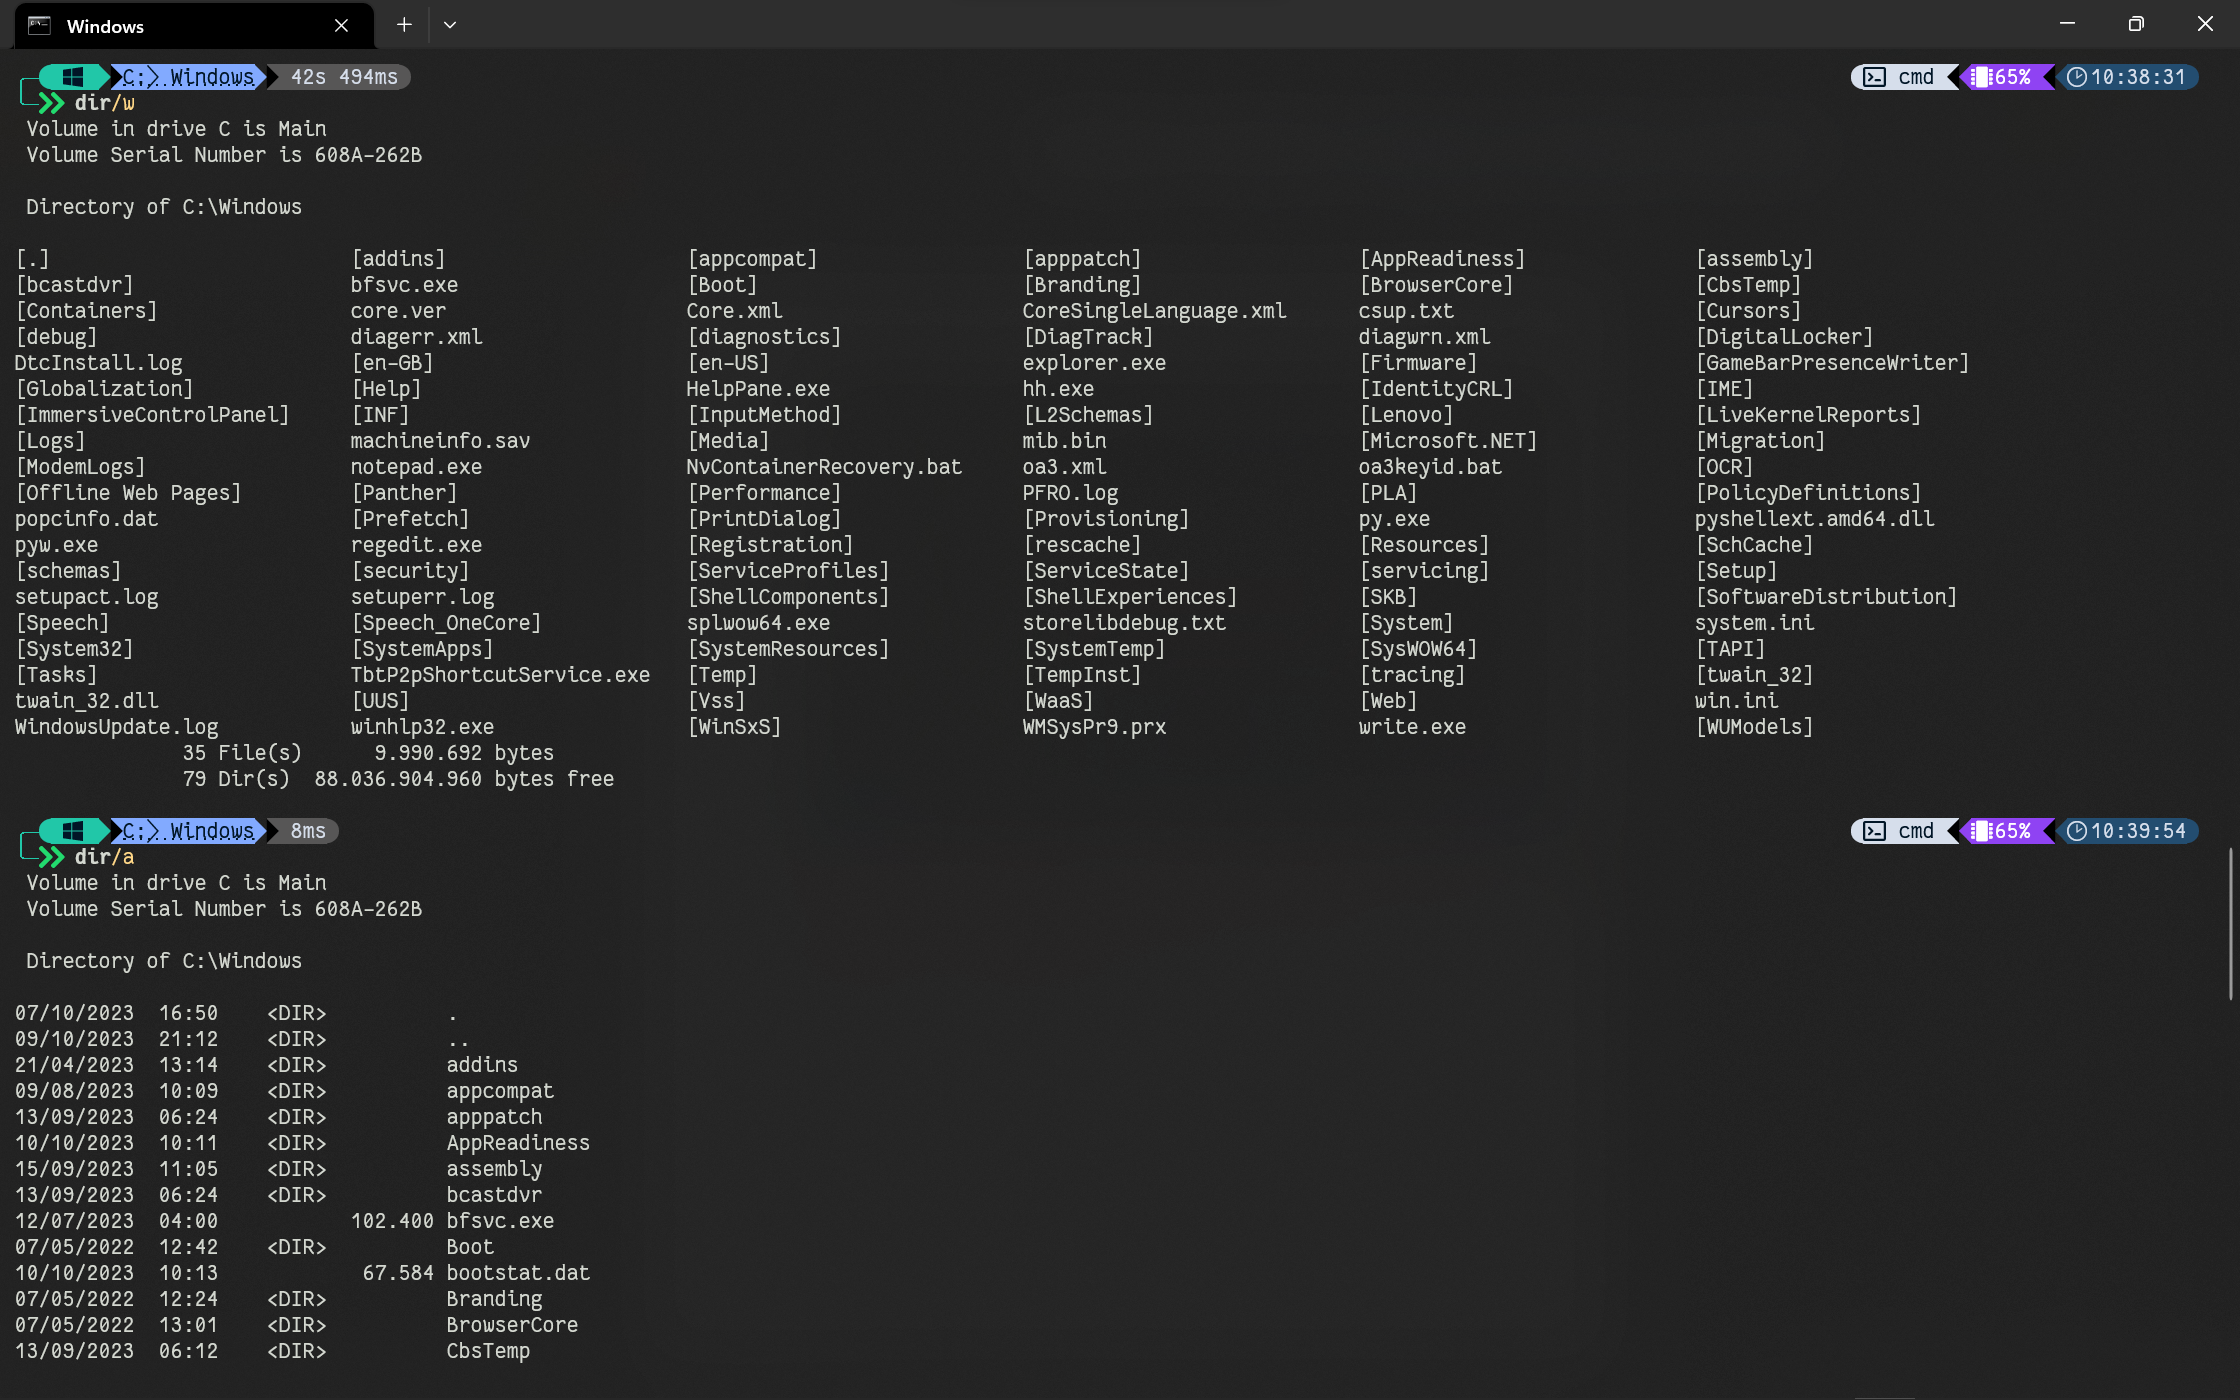 Windows
C: > Windows 42s 494ms cmd 65% 10:38:31
dir/w
Volume in drive C is Main
Volume Serial Number is 608A-262B
Directory of C:\Windows
[.] [addins] [appcompat] [apppatch] [AppReadiness] [assembly]
[bcastdvr] bfsvc.exe [Boot] [Branding] [BrowserCore] [CbsTemp]
[Containers] core.ver Core.xml CoreSingleLanguage.xml csup.txt [Cursors]
[debug] diagerr.xml [diagnostics] [DiagTrack] diagwrn.xml [DigitalLocker]
DtcInstall.log [en-GB] [en-US] explorer.exe [Firmware] [GameBarPresenceWriter]
[Globalization] [Help] HelpPane.exe hh.exe [IdentityCRL] [IME]
[ImmersiveControlPanel] [INF] [InputMethod] [L2Schemas] [Lenovo] [LiveKernelReports]
[Logs] machineinfo.sav [Media] mib.bin [Microsoft.NET] [Migration]
[ModemLogs] notepad.exe NvContainerRecovery.bat oa3.xml oa3keyid.bat [OCR]
[Offline Web Pages] [Panther] [Performance] PFRO.log [PLA] [PolicyDefinitions]
popcinfo.dat [Prefetch] [PrintDialog] [Provisioning] py.exe pyshellext.amd64.dll
pyw.exe regedit.exe [Registration] [rescache] [Resources] [SchCache]
[schemas] [security] [ServiceProfiles] [ServiceState] [servicing] [Setup]
setupact.log setuperr.log [ShellComponents] [ShellExperiences] [SKB] [SoftwareDistribution]
[Speech] [Speech_OneCore] splwow64.exe storelibdebug.txt [System] system.ini
[System32] [SystemApps] [SystemResources] [SystemTemp] [SysWOW64] [TAPI]
[Tasks] TbtP2pShortcutService.exe [Temp] [TempInst] [tracing] [twain_32]
twain_32.dll [UUS] [Vss] [WaaS] [Web] win.ini
WindowsUpdate.log winhlp32.exe [WinSxS] WMSysPr9.prx write.exe [WUModels]
35 File(s) 9.990.692 bytes
79 Dir(s) 88.036.904.960 bytes free
C: > Windows 8ms cmd 65% 10:39:54
dir/a
Volume in drive C is Main
Volume Serial Number is 608A-262B
Directory of C:\Windows
07/10/2023 16:50 <DIR> .
09/10/2023 21:12 <DIR> ..
21/04/2023 13:14 <DIR> addins
09/08/2023 10:09 <DIR> appcompat
13/09/2023 06:24 <DIR> apppatch
10/10/2023 10:11 <DIR> AppReadiness
15/09/2023 11:05 <DIR> assembly
13/09/2023 06:24 <DIR> bcastdvr
12/07/2023 04:00 102.400 bfsvc.exe
07/05/2022 12:42 <DIR> Boot
10/10/2023 10:13 67.584 bootstat.dat
07/05/2022 12:24 <DIR> Branding
07/05/2022 13:01 <DIR> BrowserCore
13/09/2023 06:12 <DIR> CbsTemp